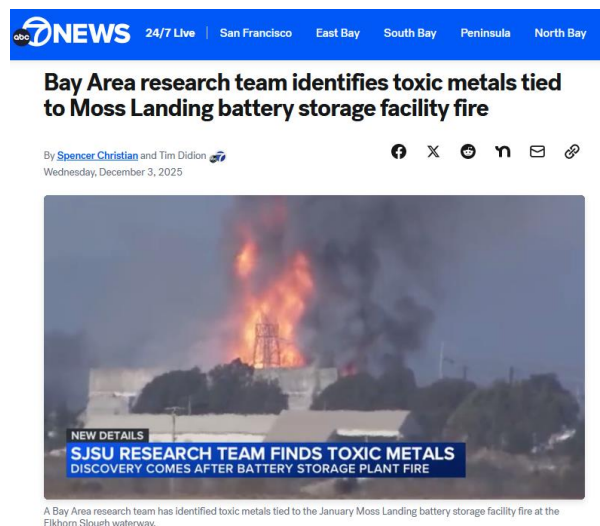 abc 7 NEWS 24/7 Live San Francisco East Bay South Bay Peninsula North Bay
Bay Area research team identifies toxic metals tied
to Moss Landing battery storage facility fire
By Spencer Christian and Tim Didion
Wednesday, December 3, 2025
NEW DETAILS
SJSU RESEARCH TEAM FINDS TOXIC METALS
DISCOVERY COMES AFTER BATTERY STORAGE PLANT FIRE
A Bay Area research team has identified toxic metals tied to the January Moss Landing battery storage facility fire at the
Elkhorn Slough waterway.